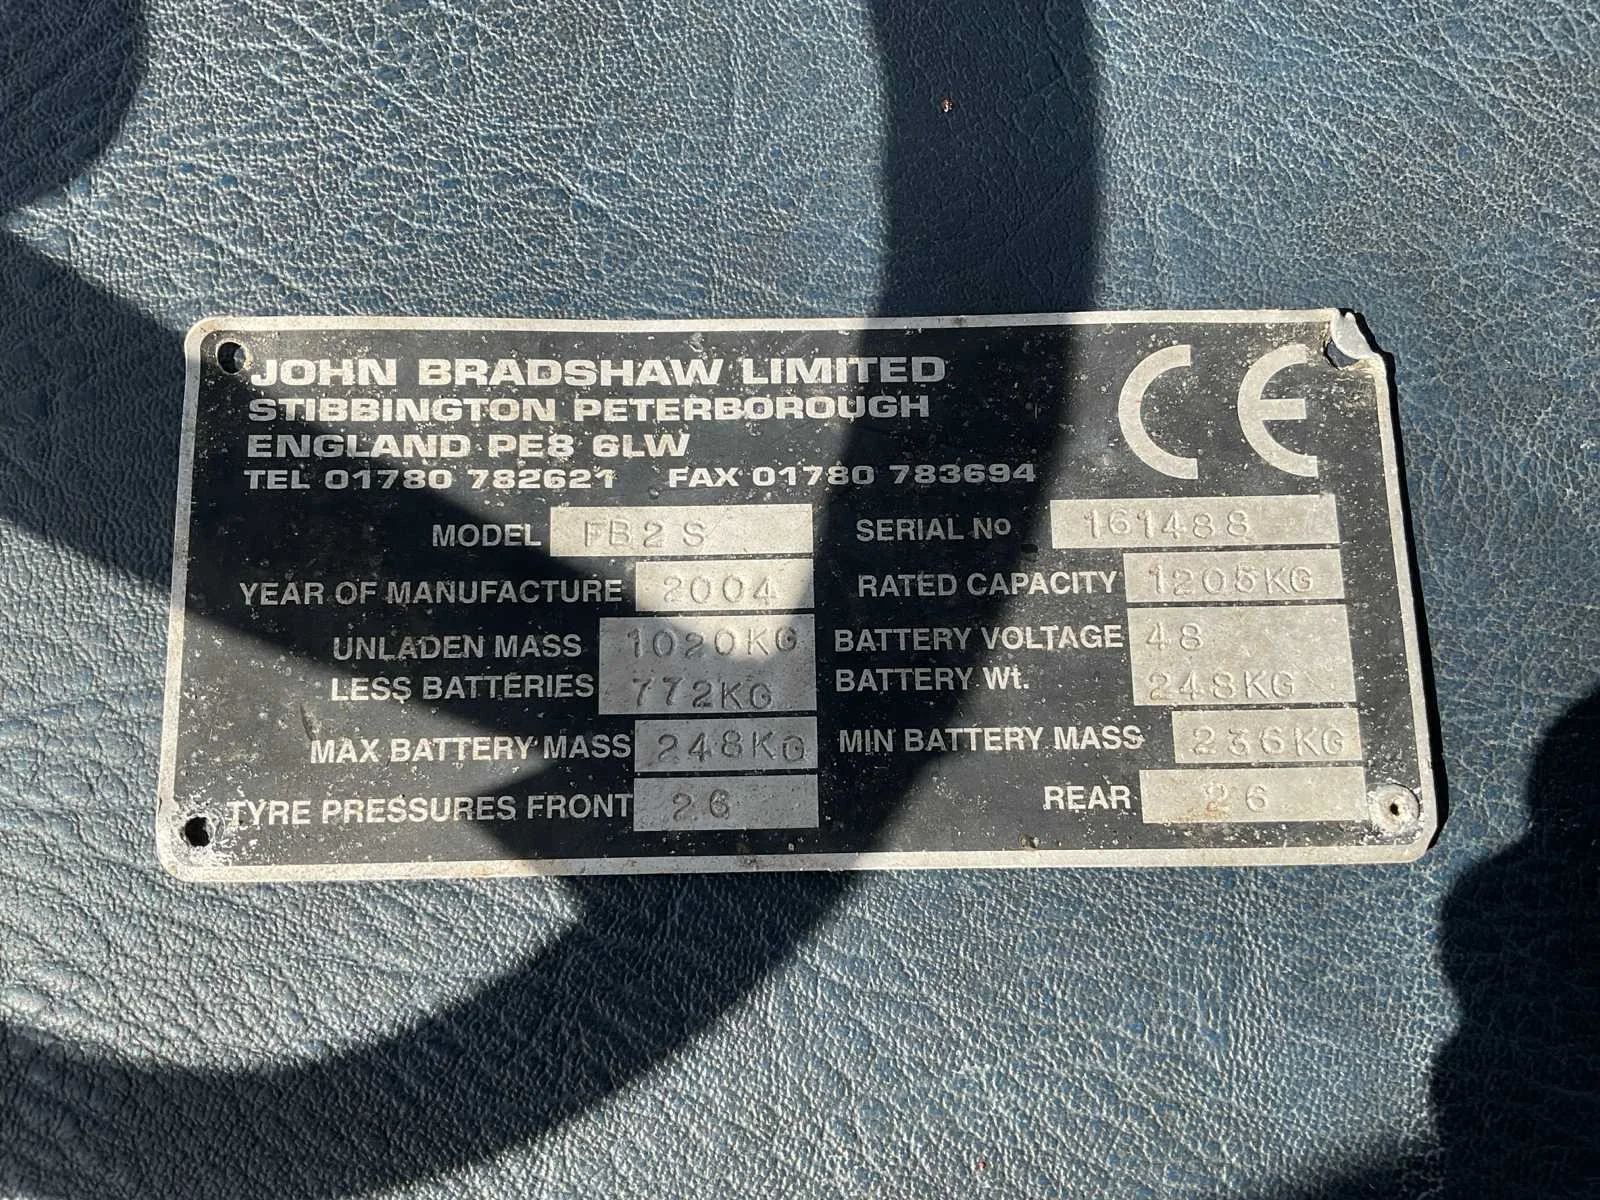 JOHN BRADSHAW LIMITED
STIBBINGTON PETERBOROUGH
ENGLAND PE8 6LW
TEL 01780 782621 FAX 01780 783694
CE
MODEL FB2S SERIAL No 161488
YEAR OF MANUFACTURE 2004 RATED CAPACITY 1205KG
UNLADEN MASS 1020KG BATTERY VOLTAGE 48
LESS BATTERIES 772KG BATTERY Wt. 248KG
MAX BATTERY MASS 248KG MIN BATTERY MASS 236KG
TYRE PRESSURES FRONT 26 REAR 26